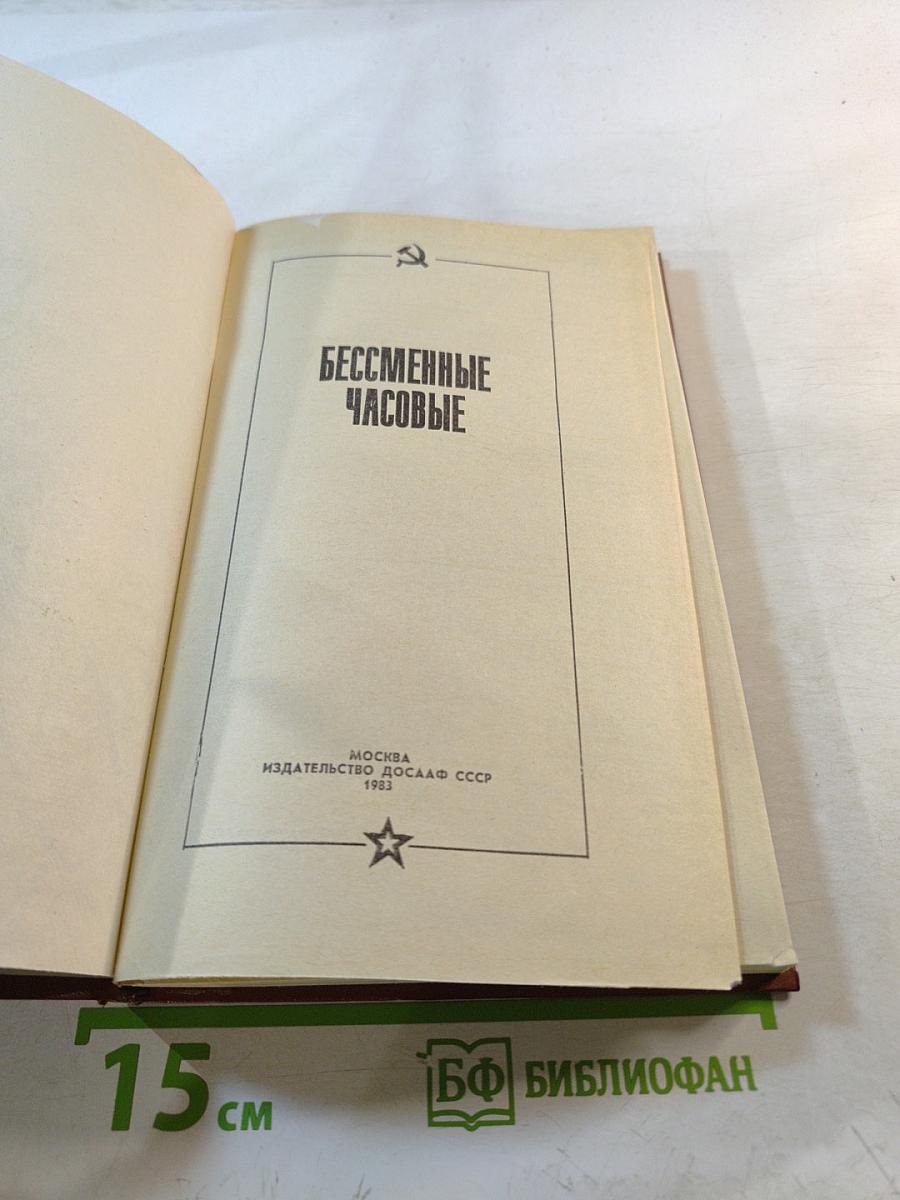 БЕССМЕННЫЕ
ЧАСОВЫЕ
МОСКВА
ИЗДАТЕЛЬСТВО ДОСААФ СССР
1983
15 см
БФ БИБЛИОФАН